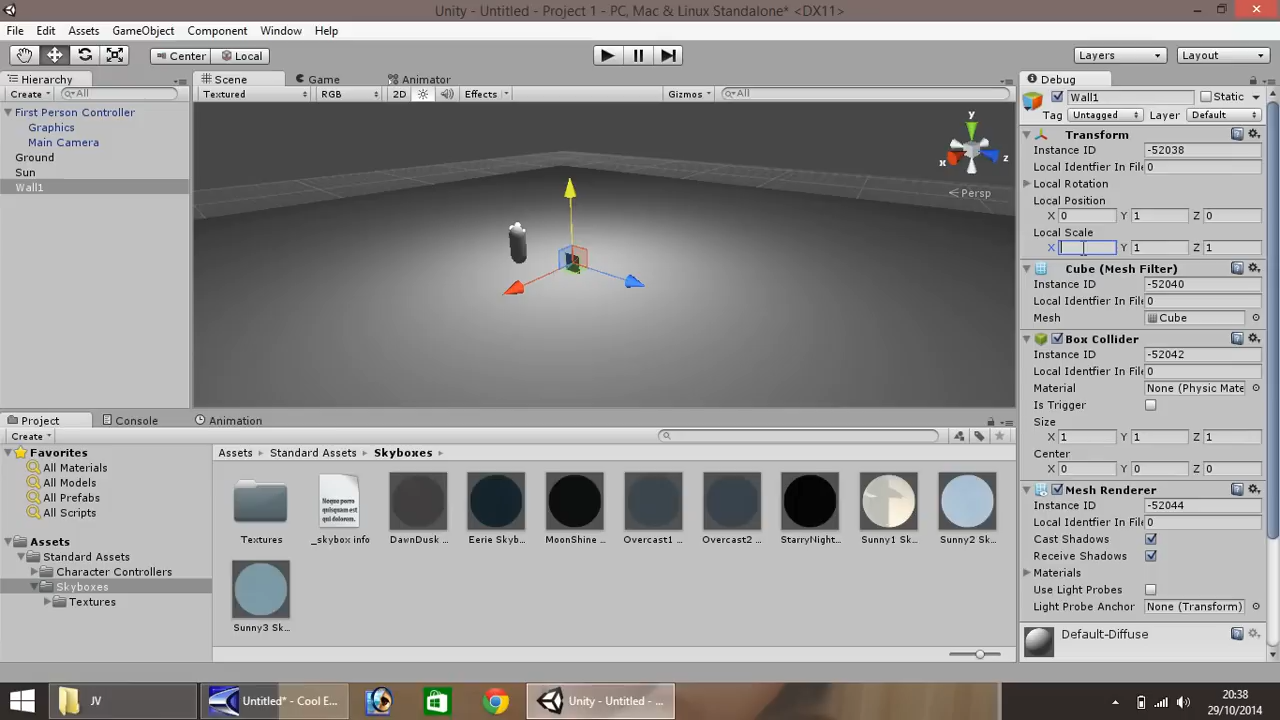 Unity - Untitled - Project 1 - PC, Mac & Linux Standalone* <DX11>
File Edit Assets GameObject Component Window Help
Center Local Layers Layout
Hierarchy
Create All
First Person Controller
Graphics
Main Camera
Ground
Sun
Wall1
Scene Game Animator
Textured RGB 2D Effects Gizmos All
y
x z
Persp
Debug
Wall1 Static
Tag Untagged Layer Default
Transform
Instance ID -52038
Local Identfier In File 0
Local Rotation
Local Position
X 0 Y 1 Z 0
Local Scale
X Y 1 Z 1
Cube (Mesh Filter)
Instance ID -52040
Local Identfier In File 0
Mesh Cube
Box Collider
Instance ID -52042
Local Identfier In File 0
Material None (Physic Mate
Is Trigger
Size
X 1 Y 1 Z 1
Center
X 0 Y 0 Z 0
Mesh Renderer
Instance ID -52044
Local Identfier In File 0
Cast Shadows
Receive Shadows
Materials
Use Light Probes
Light Probe Anchor None (Transform)
Default-Diffuse
Project Console Animation
Create
Favorites
All Materials
All Models
All Prefabs
All Scripts
Assets
Standard Assets
Character Controllers
Skyboxes
Textures
Assets Standard Assets Skyboxes
Neque porro quisquam est qui dolorem.
Textures _skybox info DawnDusk ... Eerie Skyb... MoonShine ... Overcast1 ... Overcast2 ... StarryNight... Sunny1 Sk... Sunny2 Sk...
Sunny3 Sk...
JV Untitled* - Cool E... Unity - Untitled - ...
20:38
29/10/2014